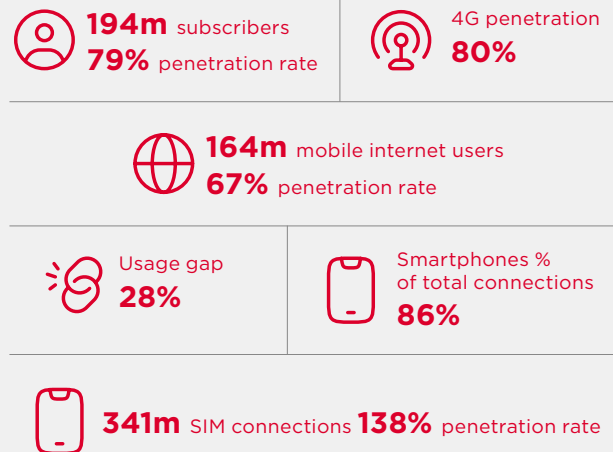 194m subscribers
79% penetration rate
4G penetration
80%
164m mobile internet users
67% penetration rate
Usage gap
28%
Smartphones %
of total connections
86%
341m SIM connections 138% penetration rate